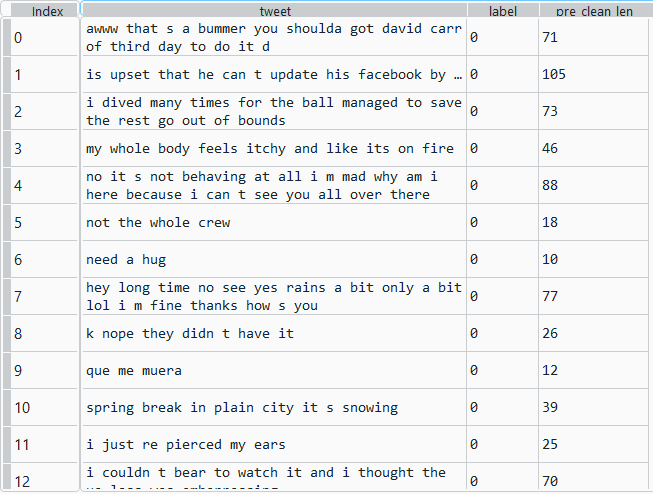 Index tweet label pre_clean_len
0 awww that s a bummer you shoulda got david carr 0 71
of third day to do it d
1 is upset that he can t update his facebook by … 0 105
2 i dived many times for the ball managed to save 0 73
the rest go out of bounds
3 my whole body feels itchy and like its on fire 0 46
4 no it s not behaving at all i m mad why am i 0 88
here because i can t see you all over there
5 not the whole crew 0 18
6 need a hug 0 10
7 hey long time no see yes rains a bit only a bit 0 77
lol i m fine thanks how s you
8 k nope they didn t have it 0 26
9 que me muera 0 12
10 spring break in plain city it s snowing 0 39
11 i just re pierced my ears 0 25
12 i couldn t bear to watch it and i thought the 0 70